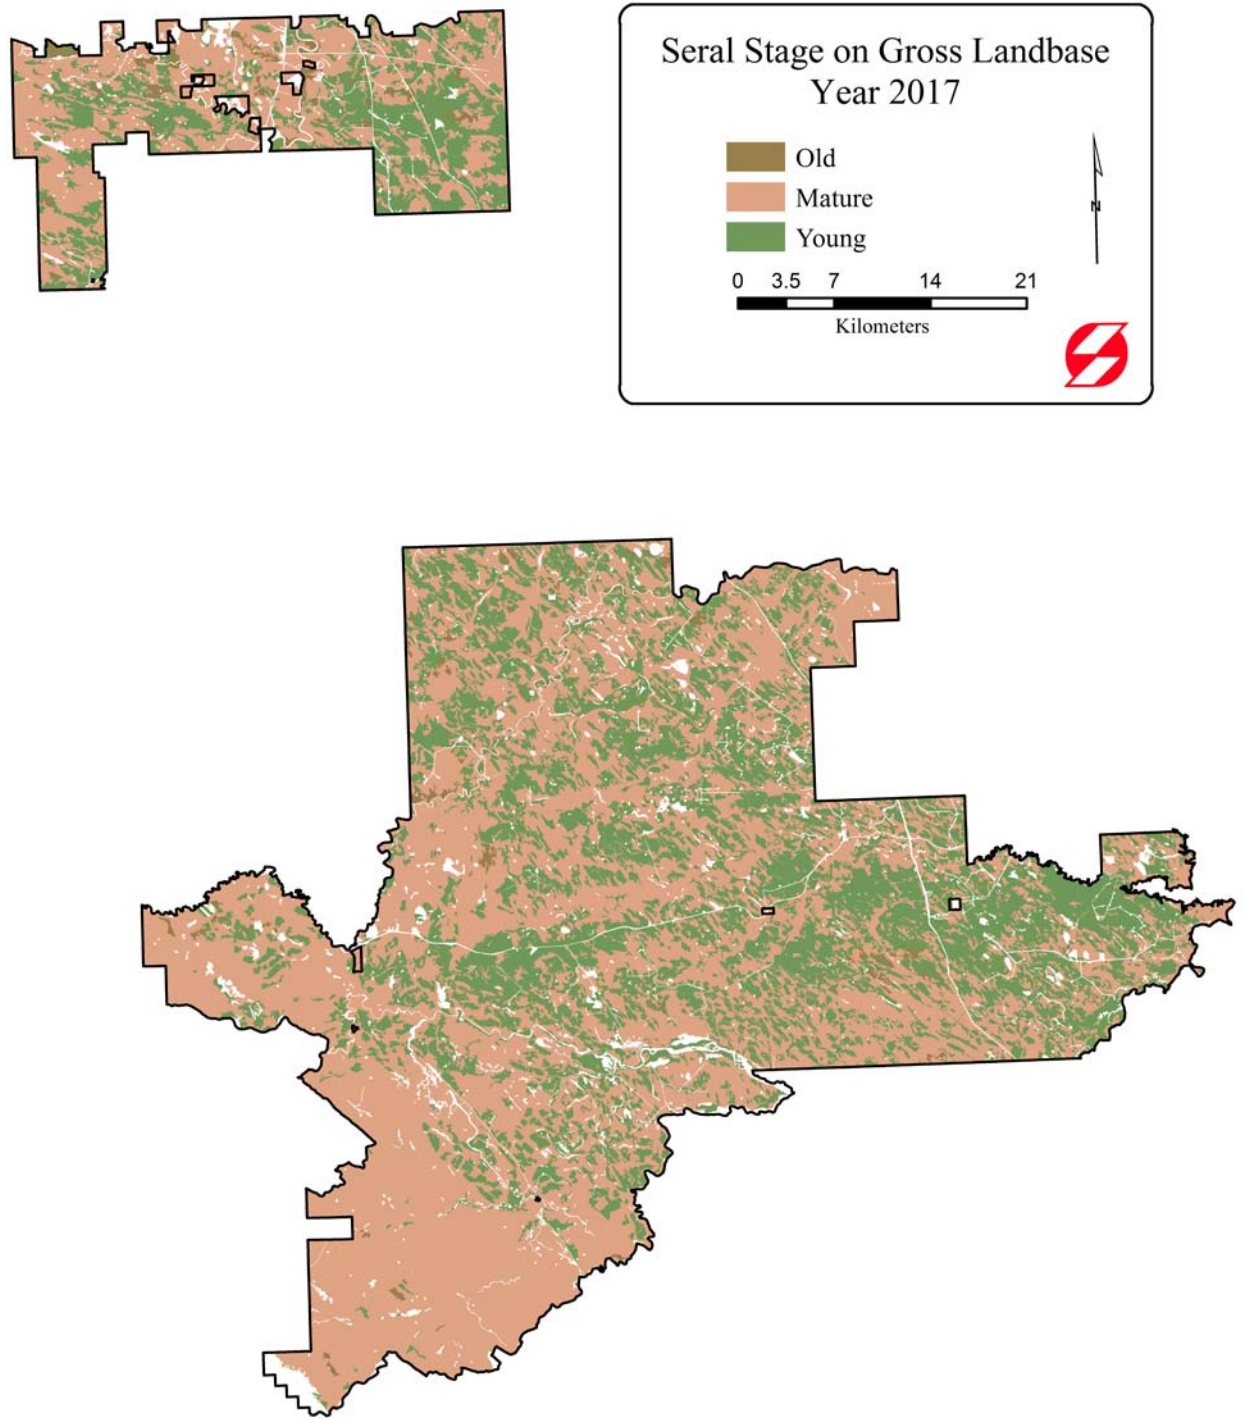 Seral Stage on Gross Landbase
Year 2017
Old
Mature
Young
N
0 3.5 7 14 21
Kilometers